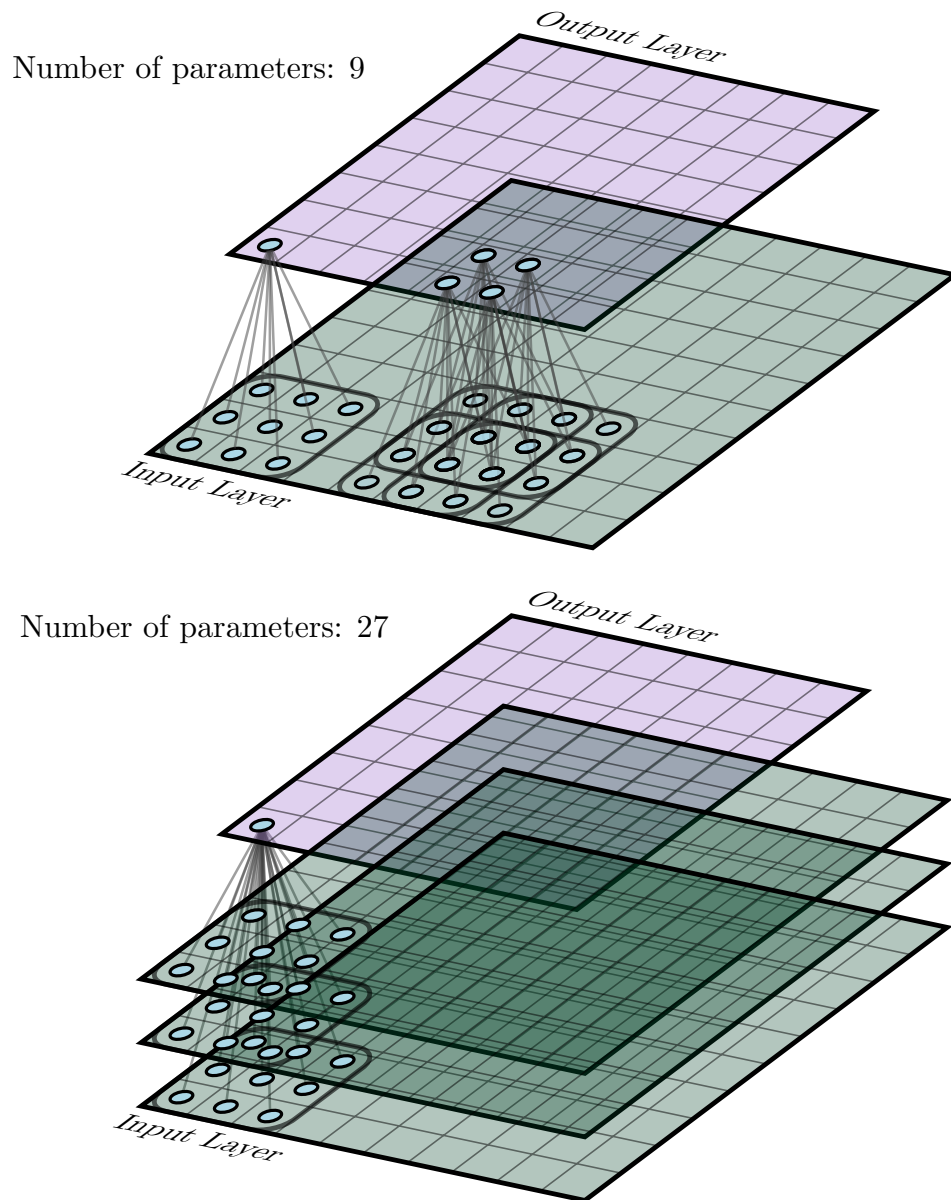 Output Layer
Number of parameters: 9
Input Layer
Output Layer
Number of parameters: 27
Input Layer